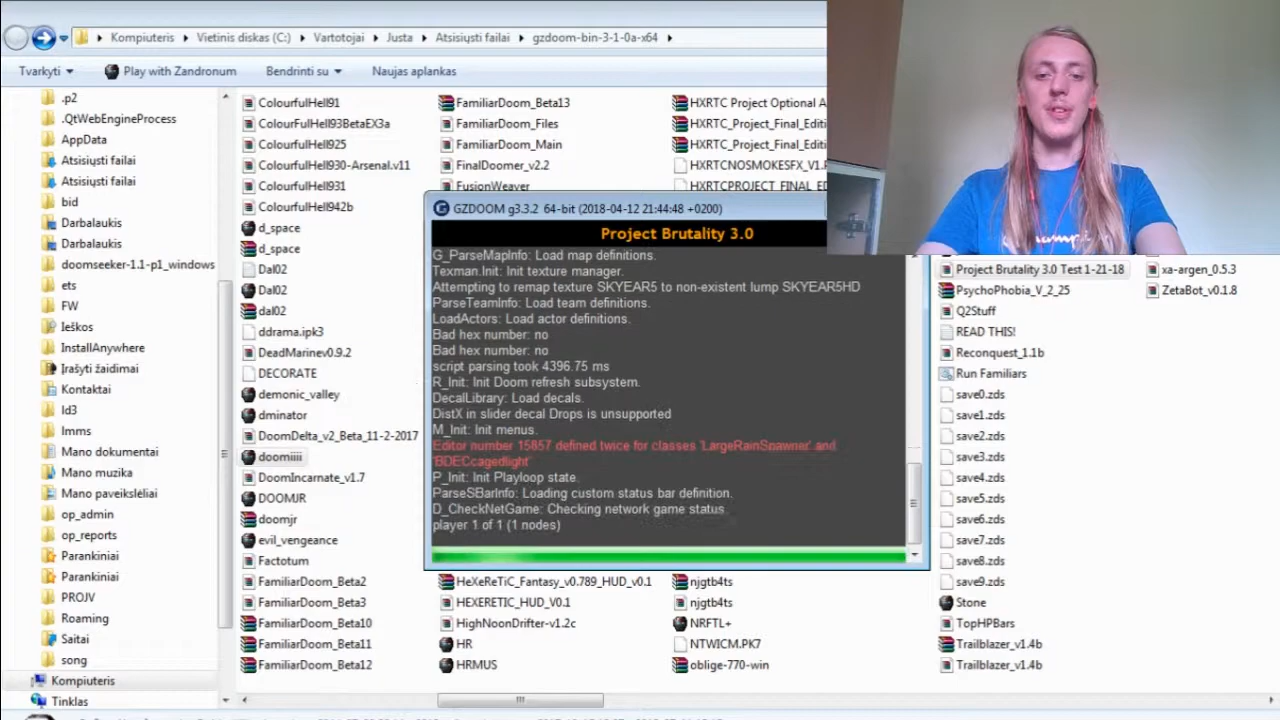 Kompiuteris
Vietinis diskas (C:)
Vartotojai
Justa
Atsisiųsti failai
gzdoom-bin-3-1-0a-x64
Tvarkyti
Play with Zandronum
Bendrinti su
Naujas aplankas
.p2
.QtWebEngineProcess
AppData
Atsisiųsti failai
Atsisiųsti failai
bid
Darbalaukis
Darbalaukis
doomseeker-1.1-p1_windows
ets
FW
Ieškos
InstallAnywhere
Įrašyti žaidimai
Kontaktai
ld3
lmms
Mano dokumentai
Mano muzika
Mano paveikslėliai
op_admin
op_reports
Parankiniai
Parankiniai
PROJV
Roaming
Saitai
song
Kompiuteris
Tinklas
ColourfulHell91
ColourFulHell93BetaEX3a
ColourfulHell925
ColourfulHell930-Arsenal.v11
ColourfulHell931
ColourfulHell942b
d_space
d_space
Dal02
Dal02
dal02
ddrama.ipk3
DeadMarinev0.9.2
DECORATE
demonic_valley
dminator
DoomDelta_v2_Beta_11-2-2017
doomiiii
DoomIncarnate_v1.7
DOOMJR
doomjr
evil_vengeance
Factotum
FamiliarDoom_Beta2
FamiliarDoom_Beta3
FamiliarDoom_Beta10
FamiliarDoom_Beta11
FamiliarDoom_Beta12
FamiliarDoom_Beta13
FamiliarDoom_Files
FamiliarDoom_Main
FinalDoomer_v2.2
FusionWeaver
HXRTC Project Optional A
HXRTC_Project_Final_Editi
HXRTC_Project_Final_Editi
HXRTCNOSMOKESFX_V1.
HXRTCPROJECT_FINAL_ED
GZDOOM g3.3.2 64-bit (2018-04-12 21:44:48 +0200)
Project Brutality 3.0
G_ParseMapInfo: Load map definitions.
Texman.Init: Init texture manager.
Attempting to remap texture SKYEAR5 to non-existent lump SKYEAR5HD
ParseTeamInfo: Load team definitions.
LoadActors: Load actor definitions.
Bad hex number: no
Bad hex number: no
script parsing took 4396.75 ms
R_Init: Init Doom refresh subsystem.
DecalLibrary: Load decals.
DistX in slider decal Drops is unsupported
M_Init: Init menus.
Editor number 15857 defined twice for classes 'LargeRainSpawner' and
'BDECcagedlight'
P_Init: Init Playloop state.
ParseSBarInfo: Loading custom status bar definition.
D_CheckNetGame: Checking network game status.
player 1 of 1 (1 nodes)
HeXeReTiC_Fantasy_v0.789_HUD_v0.1
HEXERETIC_HUD_V0.1
HighNoonDrifter-v1.2c
HR
HRMUS
njgtb4ts
njgtb4ts
NRFTL+
NTWICM.PK7
oblige-770-win
Project Brutality 3.0 Test 1-21-18
PsychoPhobia_V_2_25
Q2Stuff
READ THIS!
Reconquest_1.1b
Run Familiars
save0.zds
save1.zds
save2.zds
save3.zds
save4.zds
save5.zds
save6.zds
save7.zds
save8.zds
save9.zds
Stone
TopHPBars
Trailblazer_v1.4b
Trailblazer_v1.4b
xa-argen_0.5.3
ZetaBot_v0.1.8